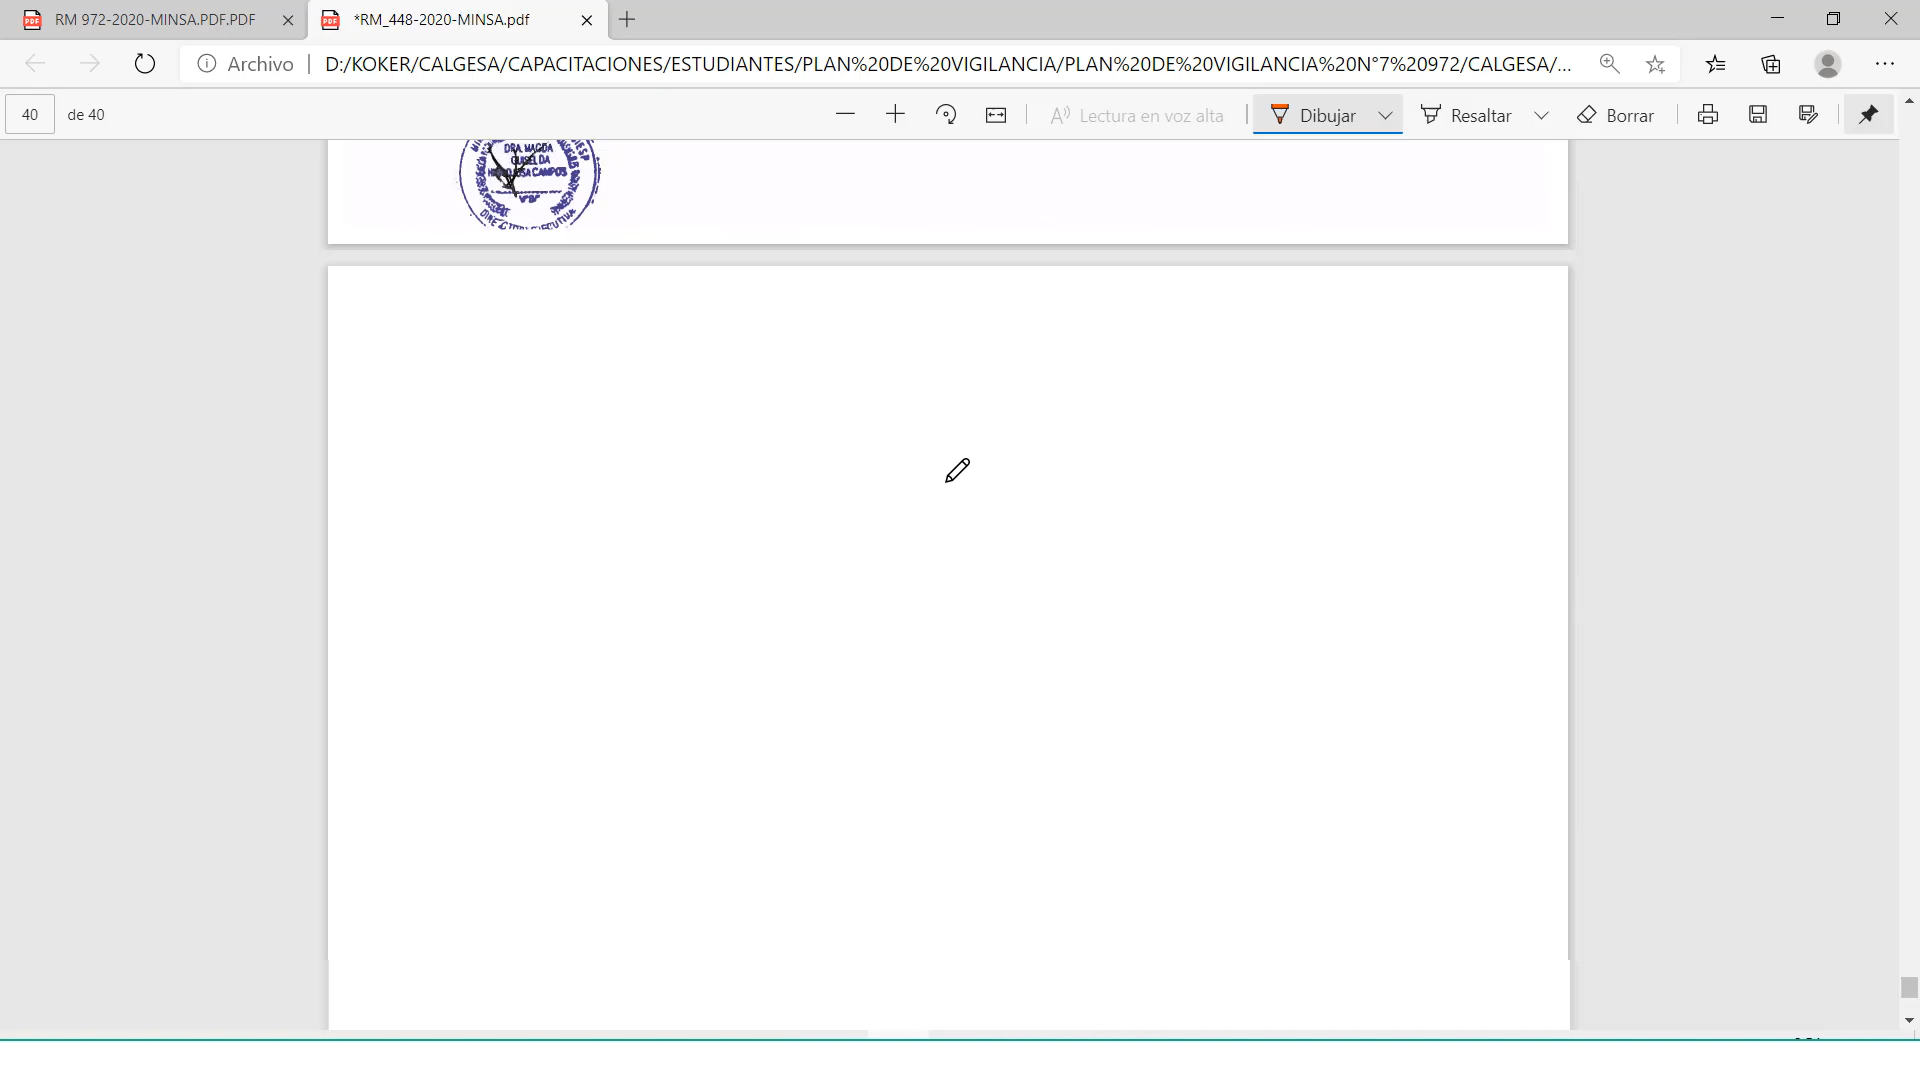 RM 972-2020-MINSA.PDF.PDF
*RM_448-2020-MINSA.pdf
Archivo
D:/KOKER/CALGESA/CAPACITACIONES/ESTUDIANTES/PLAN%20DE%20VIGILANCIA/PLAN%20DE%20VIGILANCIA%20N°7%20972/CALGESA/...
40 de 40
Lectura en voz alta
Dibujar
Resaltar
Borrar
DRA. MAGDA
CAMPOS